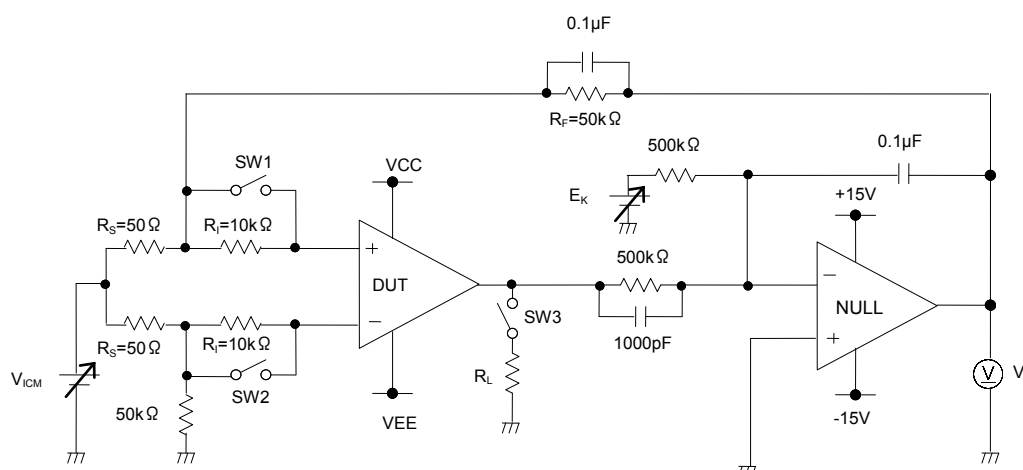 0.1μF
R_F=50kΩ
500kΩ
0.1μF
SW1
VCC
E_K
+15V
R_S=50Ω
R_I=10kΩ
+
DUT
500kΩ
−
NULL
−
SW3
+
R_S=50Ω
R_I=10kΩ
1000pF
V_ICM
SW2
R_L
V
V
50kΩ
VEE
-15V